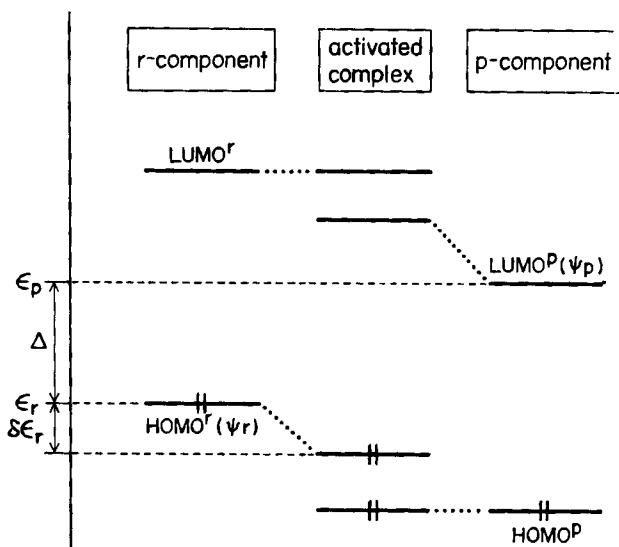 r-component
activated
complex
p-component
LUMOʳ
LUMOᵖ(ψₚ)
ϵₚ
Δ
ϵᵣ
δϵᵣ
HOMOʳ(ψᵣ)
HOMOᵖ